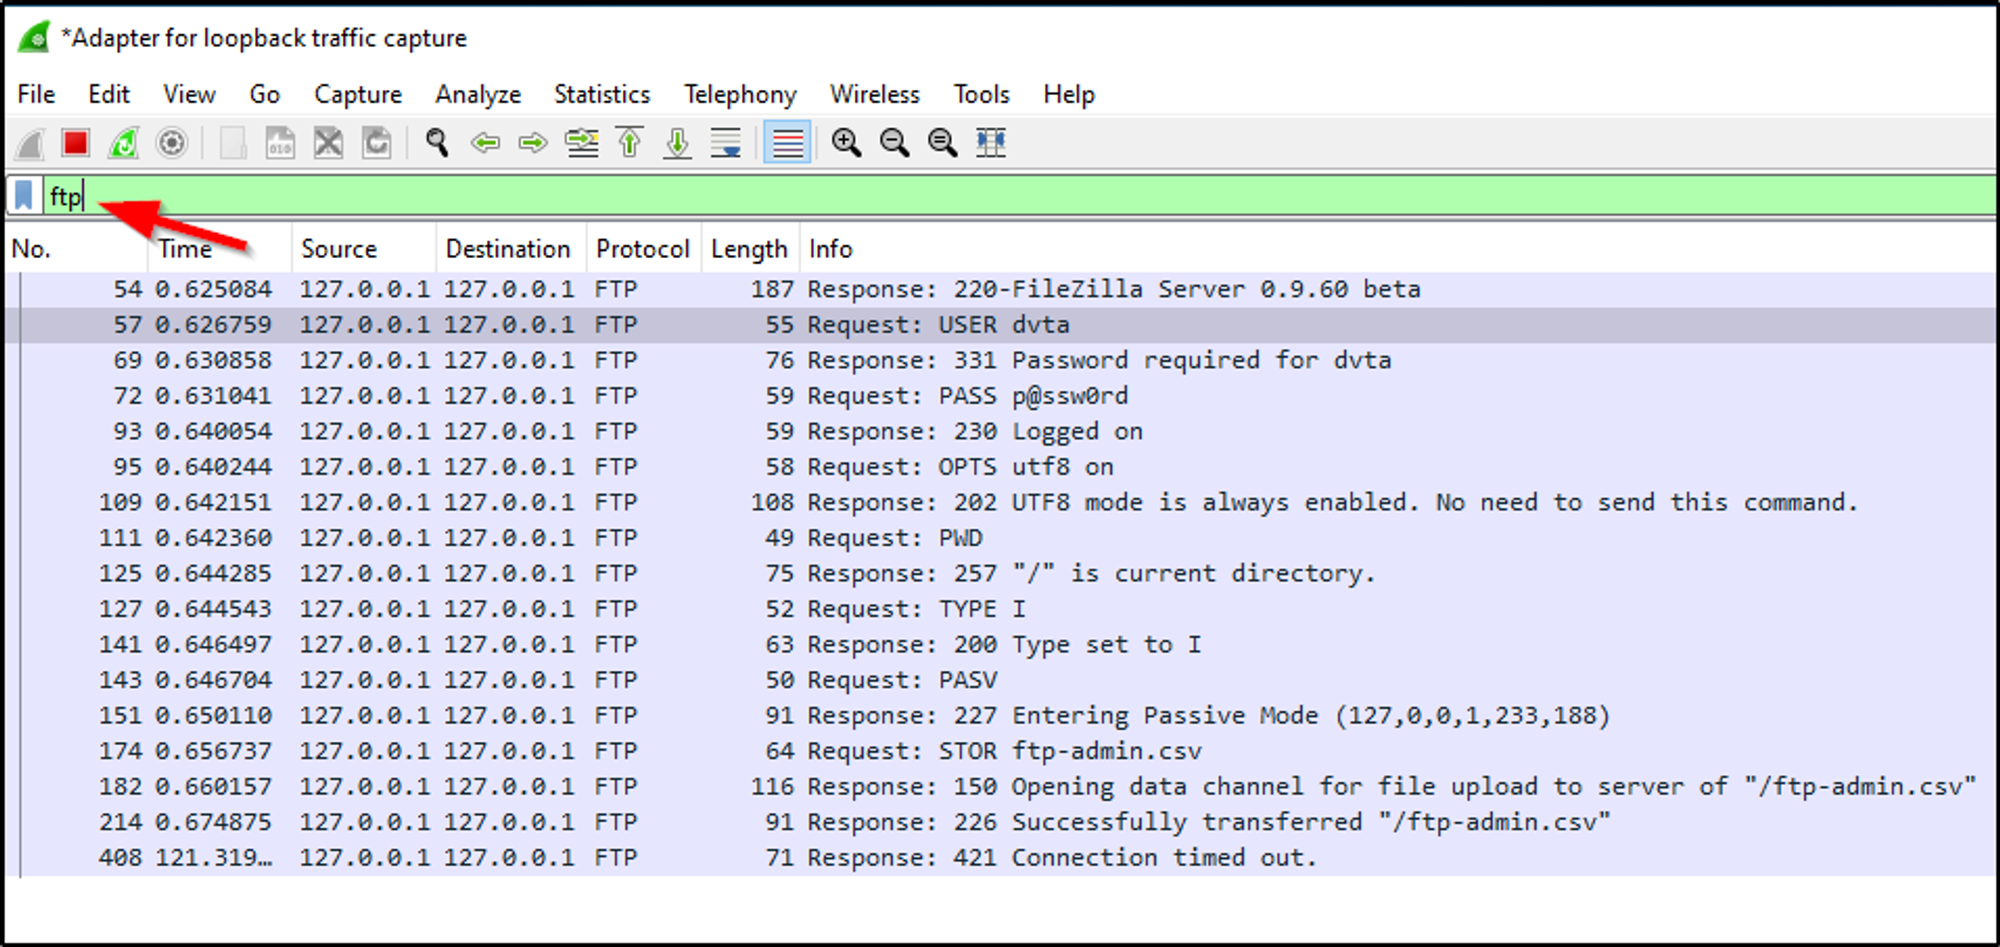 *Adapter for loopback traffic capture
File Edit View Go Capture Analyze Statistics Telephony Wireless Tools Help
ftp
No. Time Source Destination Protocol Length Info
54 0.625084 127.0.0.1 127.0.0.1 FTP 187 Response: 220-FileZilla Server 0.9.60 beta
57 0.626759 127.0.0.1 127.0.0.1 FTP 55 Request: USER dvta
69 0.630858 127.0.0.1 127.0.0.1 FTP 76 Response: 331 Password required for dvta
72 0.631041 127.0.0.1 127.0.0.1 FTP 59 Request: PASS p@ssw0rd
93 0.640054 127.0.0.1 127.0.0.1 FTP 59 Response: 230 Logged on
95 0.640244 127.0.0.1 127.0.0.1 FTP 58 Request: OPTS utf8 on
109 0.642151 127.0.0.1 127.0.0.1 FTP 108 Response: 202 UTF8 mode is always enabled. No need to send this command.
111 0.642360 127.0.0.1 127.0.0.1 FTP 49 Request: PWD
125 0.644285 127.0.0.1 127.0.0.1 FTP 75 Response: 257 "/" is current directory.
127 0.644543 127.0.0.1 127.0.0.1 FTP 52 Request: TYPE I
141 0.646497 127.0.0.1 127.0.0.1 FTP 63 Response: 200 Type set to I
143 0.646704 127.0.0.1 127.0.0.1 FTP 50 Request: PASV
151 0.650110 127.0.0.1 127.0.0.1 FTP 91 Response: 227 Entering Passive Mode (127,0,0,1,233,188)
174 0.656737 127.0.0.1 127.0.0.1 FTP 64 Request: STOR ftp-admin.csv
182 0.660157 127.0.0.1 127.0.0.1 FTP 116 Response: 150 Opening data channel for file upload to server of "/ftp-admin.csv"
214 0.674875 127.0.0.1 127.0.0.1 FTP 91 Response: 226 Successfully transferred "/ftp-admin.csv"
408 121.319… 127.0.0.1 127.0.0.1 FTP 71 Response: 421 Connection timed out.